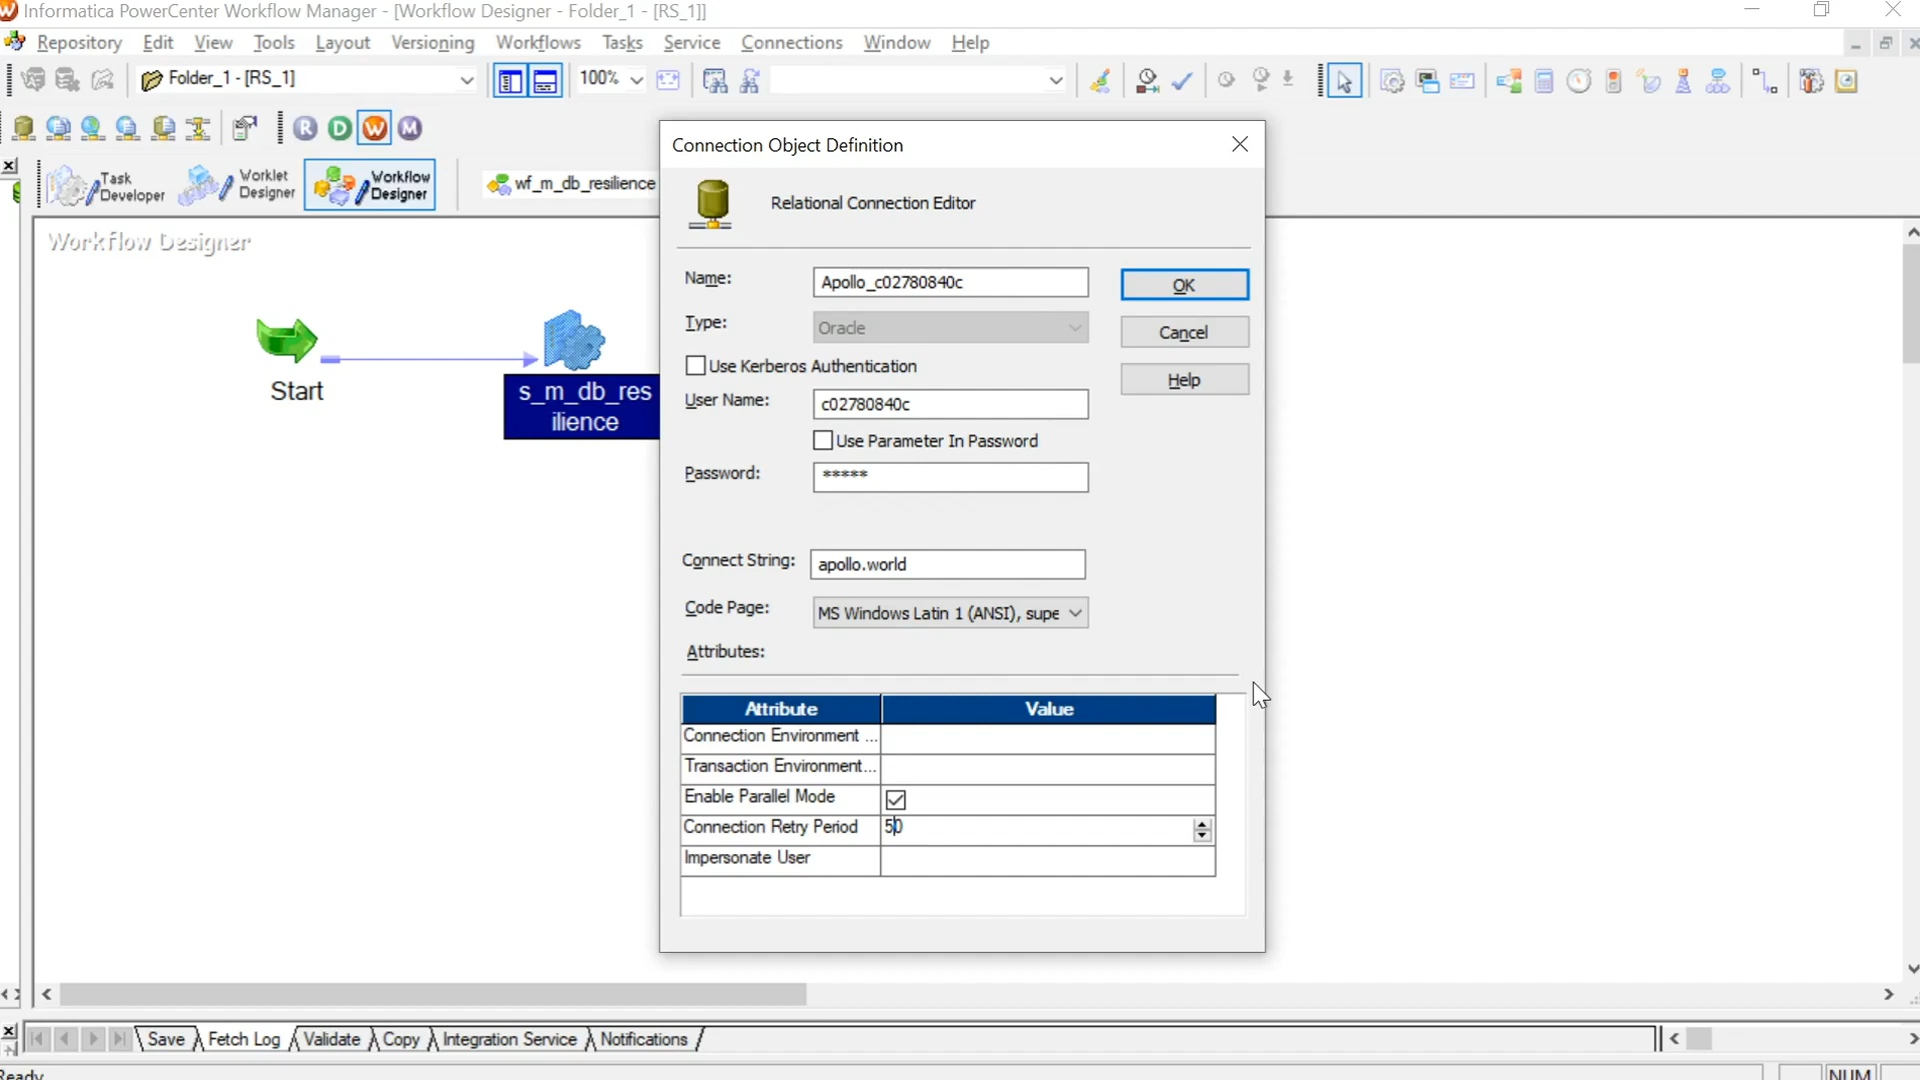 Informatica PowerCenter Workflow Manager - [Workflow Designer - Folder_1 - [RS_1]]
Repository Edit View Tools Layout Versioning Workflows Tasks Service Connections Window Help
Folder_1 - [RS_1] 100%
R D W M
Task Developer
Worklet Designer
Workflow Designer
wf_m_db_resilience
Workflow Designer
Start
s_m_db_res
ilience
Connection Object Definition
Relational Connection Editor
Name: Apollo_c02780840c OK
Type: Oracle Cancel
Use Kerberos Authentication
Help
User Name: c02780840c
Use Parameter In Password
Password: *****
Connect String: apollo.world
Code Page: MS Windows Latin 1 (ANSI), supe
Attributes:
Attribute Value
Connection Environment ...
Transaction Environment...
Enable Parallel Mode
Connection Retry Period 50
Impersonate User
Save Fetch Log Validate Copy Integration Service Notifications
Ready NUM